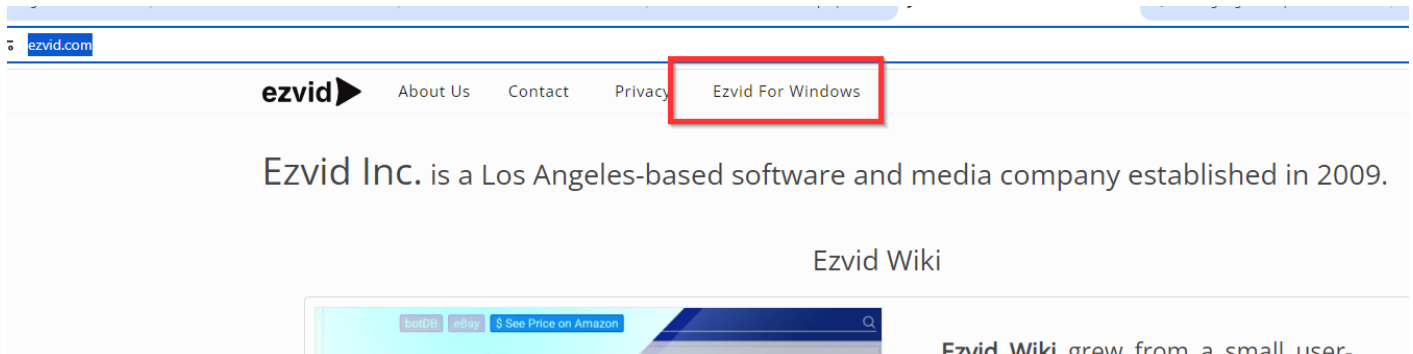 ezvid.com
ezvid About Us Contact Privacy Ezvid For Windows
Ezvid Inc. is a Los Angeles-based software and media company established in 2009.
Ezvid Wiki
botDB eBay $ See Price on Amazon
Ezvid Wiki grew from a small user-